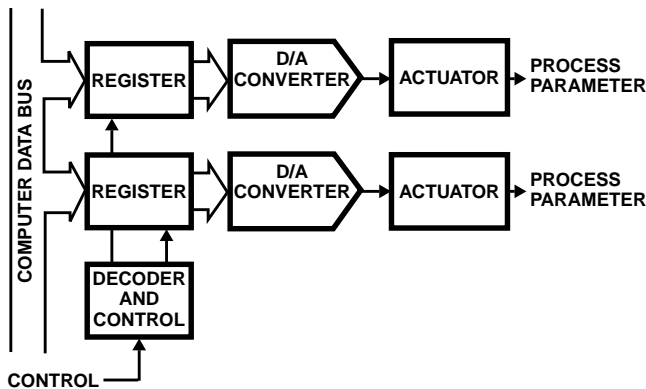 COMPUTER DATA BUS
REGISTER
D/A
CONVERTER
ACTUATOR
PROCESS
PARAMETER
REGISTER
D/A
CONVERTER
ACTUATOR
PROCESS
PARAMETER
DECODER
AND
CONTROL
CONTROL